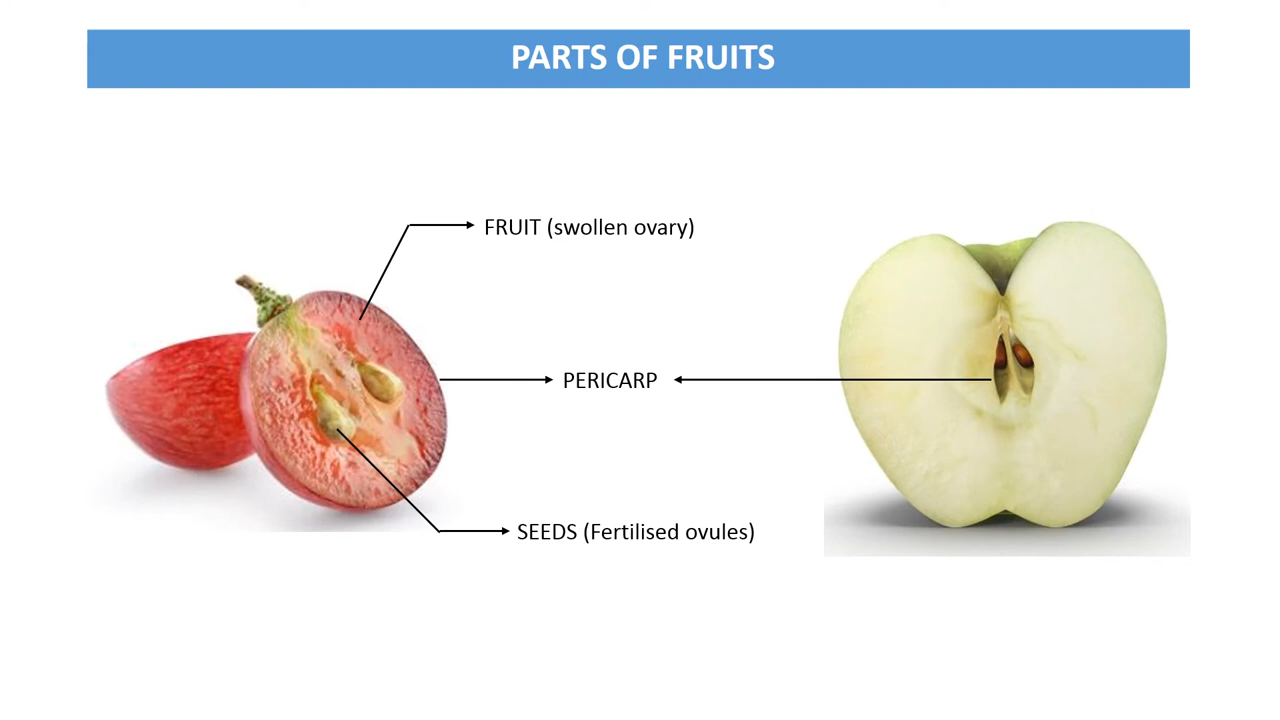 PARTS OF FRUITS
FRUIT (swollen ovary)
PERICARP
SEEDS (Fertilised ovules)